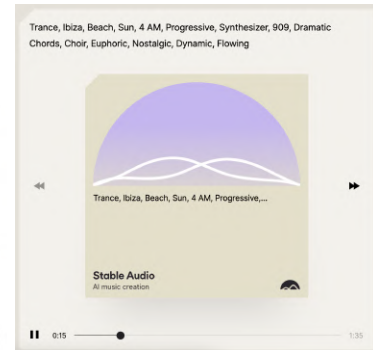 Trance, Ibiza, Beach, Sun, 4 AM, Progressive, Synthesizer, 909, Dramatic
Chords, Choir, Euphoric, Nostalgic, Dynamic, Flowing
Trance, Ibiza, Beach, Sun, 4 AM, Progressive,...
Stable Audio
AI music creation
0:15
1:35